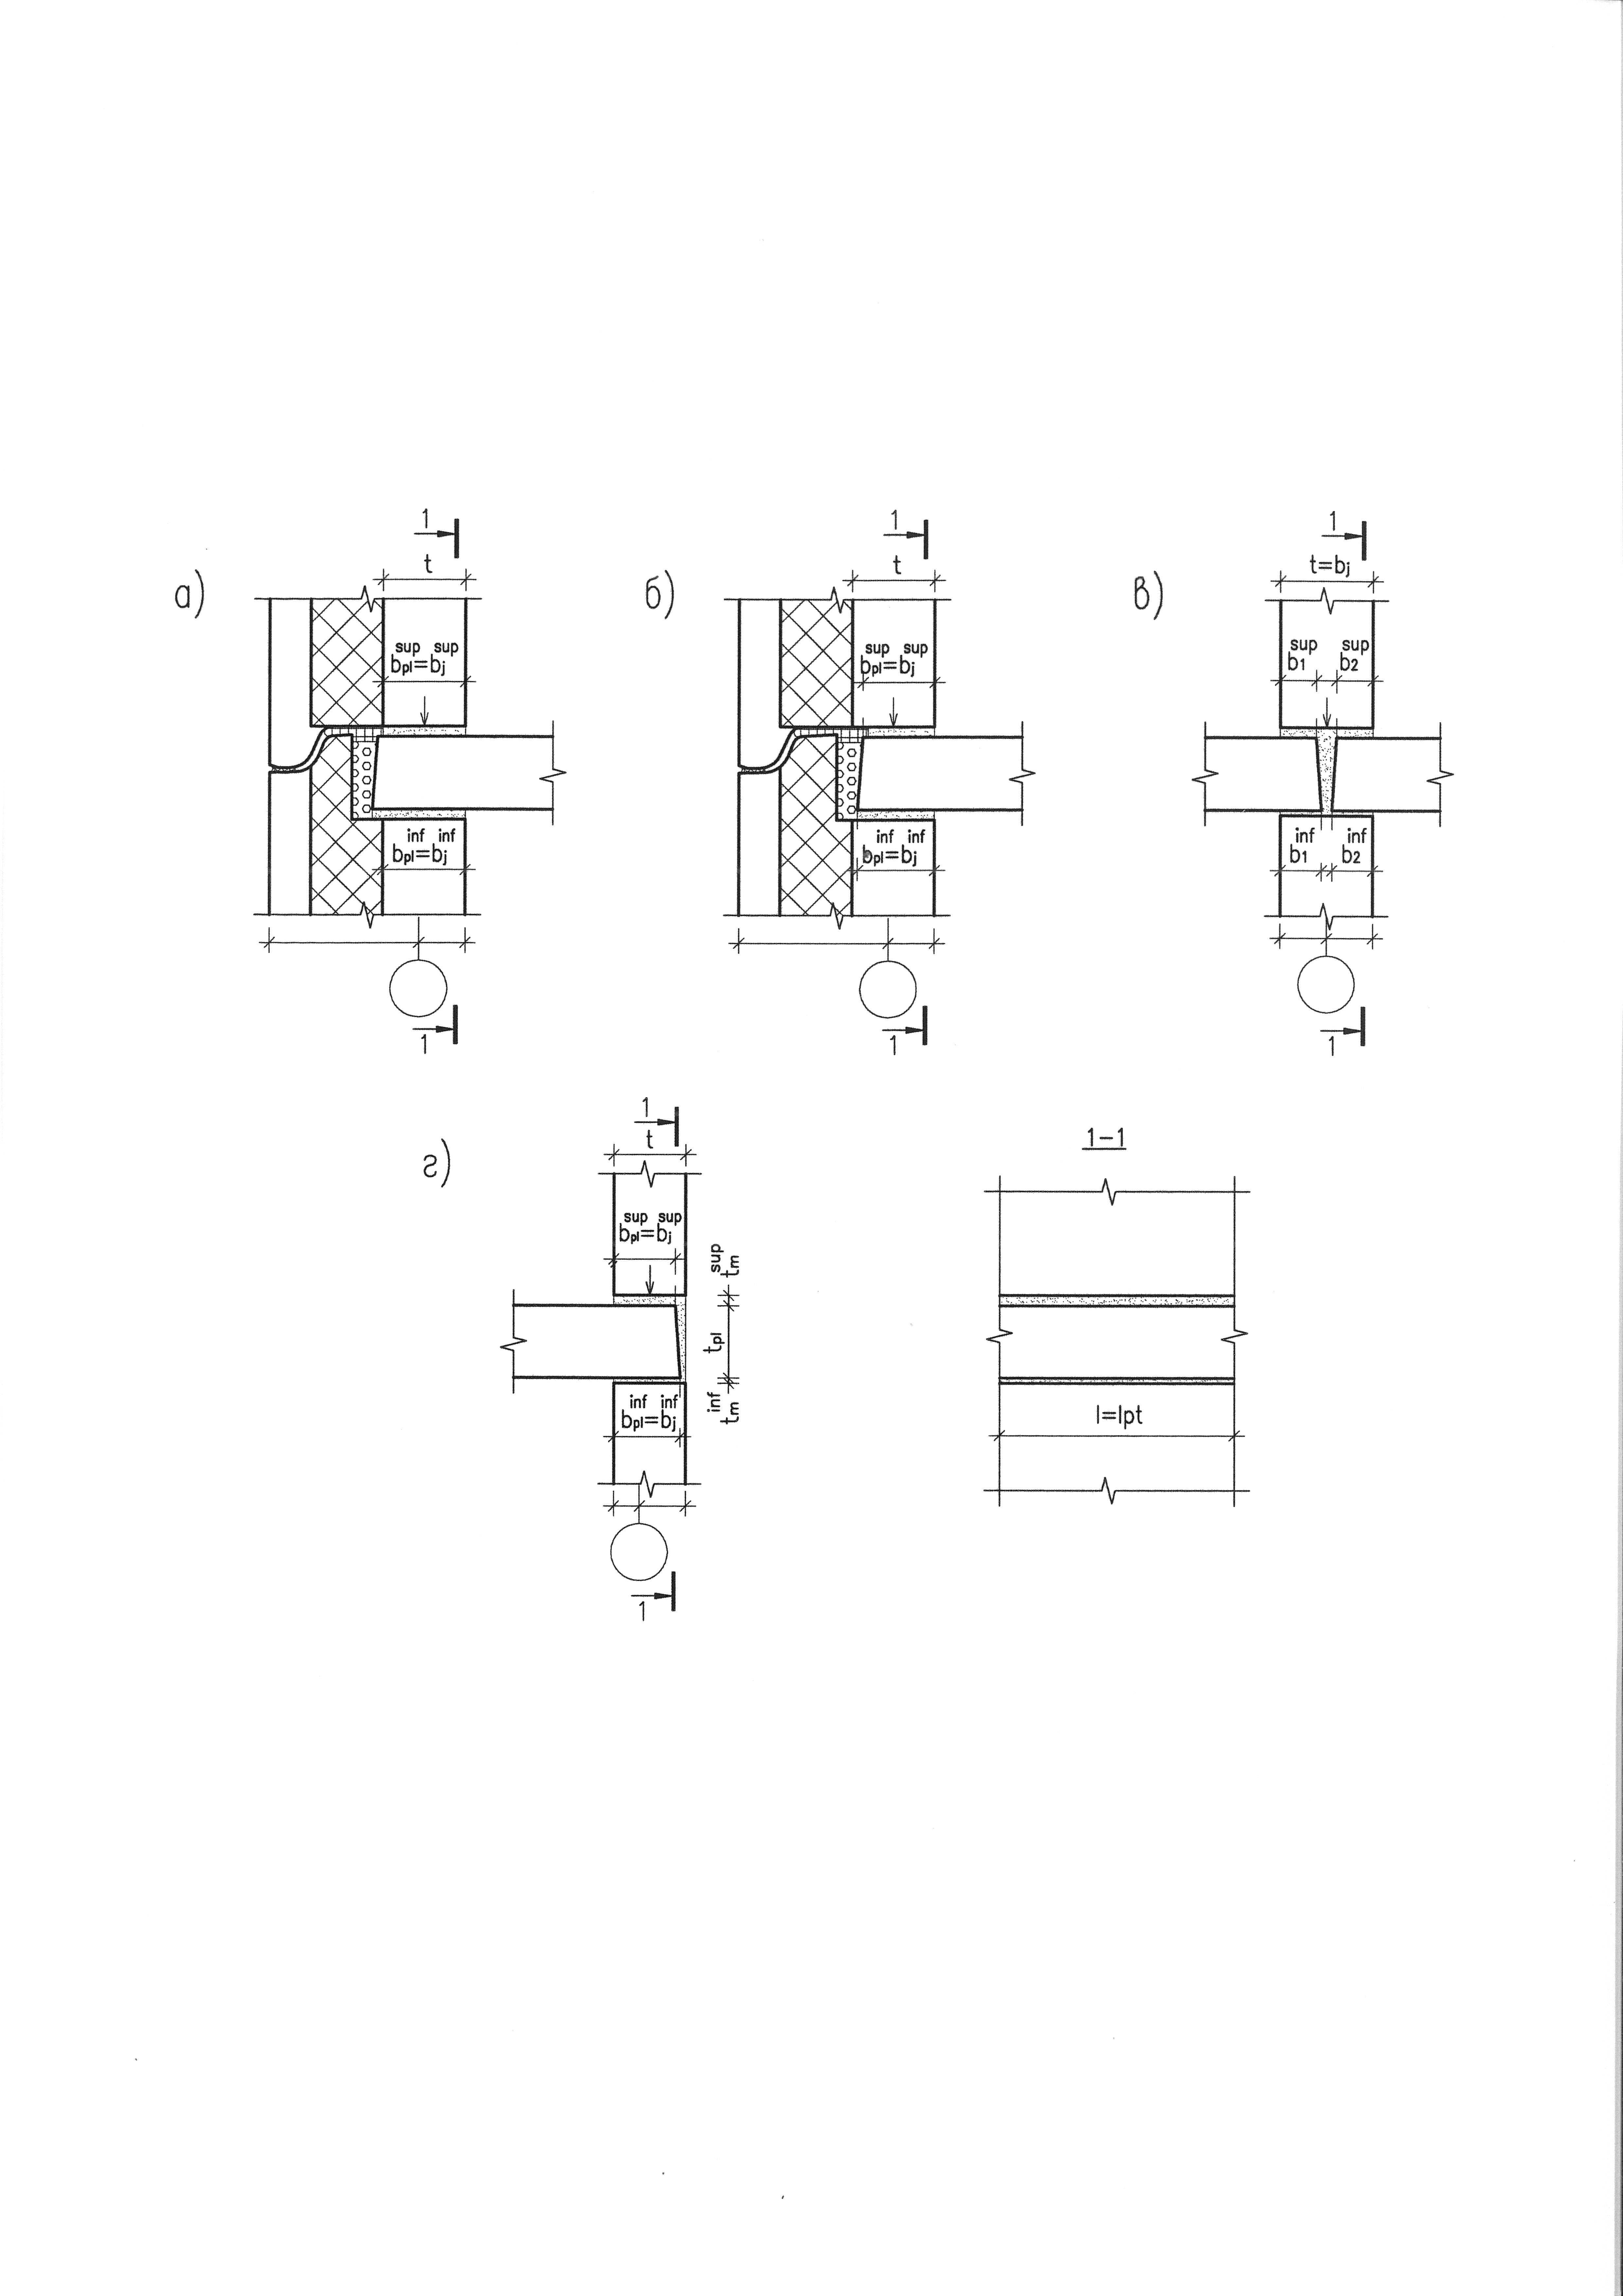 1
t
а)
sup sup
bpl=bj
inf inf
bpl=bj
1
1
t
б)
sup sup
bpl=bj
inf inf
bpl=bj
1
1
t=bj
в)
sup sup
b1 b2
inf inf
b1 b2
1
1
t
г)
sup sup
bpl=bj
sup
tm
tpl
inf
tm
inf inf
bpl=bj
1
1-1
l=lpt